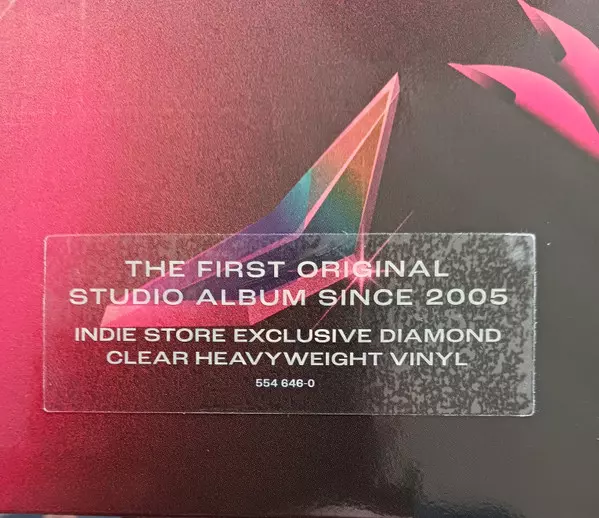 THE FIRST ORIGINAL
STUDIO ALBUM SINCE 2005
INDIE STORE EXCLUSIVE DIAMOND
CLEAR HEAVYWEIGHT VINYL
554 646-0